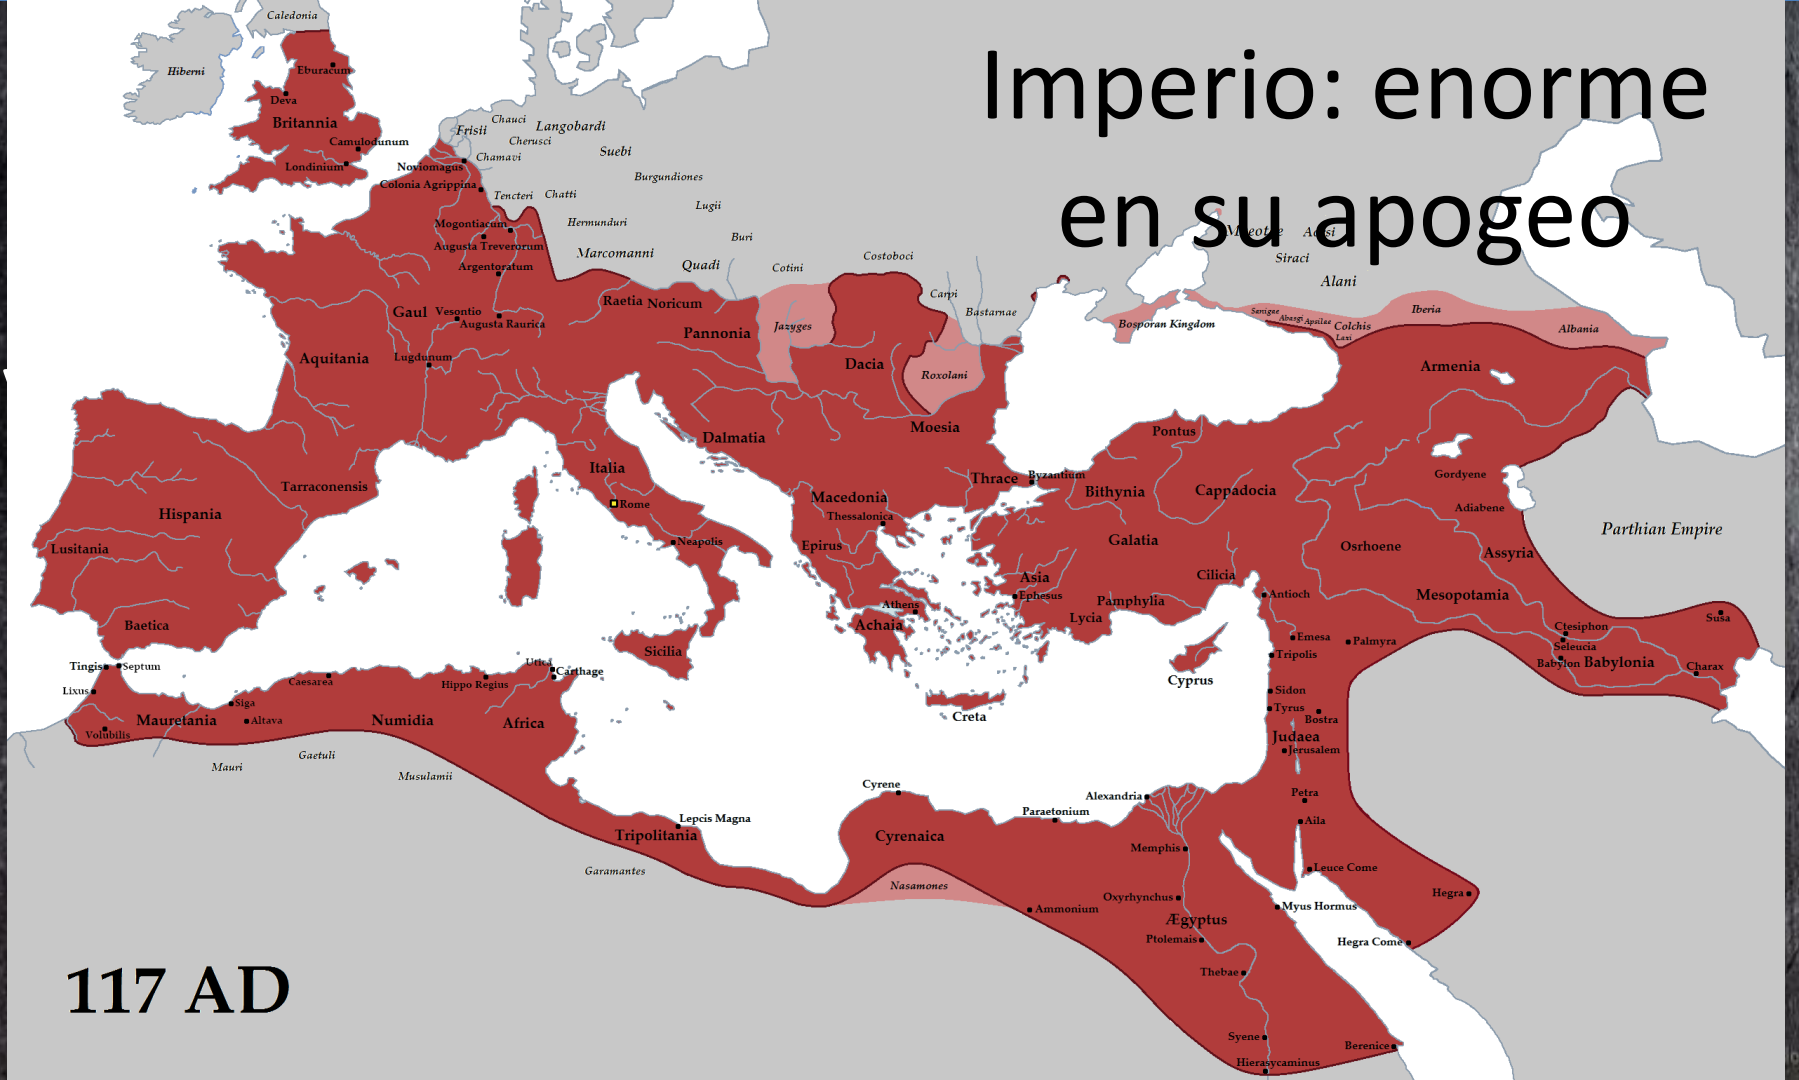 Imperio: enorme
en su apogeo
Caledonia
Hiberni
Eburacum
Deva
Britannia
Camulodunum
Londinium
Frisii
Chauci
Langobardi
Cherusci
Chamavi
Suebi
Noviomagus
Colonia Agrippina
Burgundiones
Tencteri
Chatti
Lugii
Hermunduri
Mogontiacum
Augusta Treverorum
Marcomanni
Buri
Quadi
Cotini
Costoboci
Argentoratum
Carpi
Bastarnae
Maeotae
Siraci
Alani
Raetia
Noricum
Gaul
Vesontio
Augusta Raurica
Pannonia
Jazyges
Bosporan Kingdom
Sanigae
Abasgi
Apsilae
Colchis
Lazi
Iberia
Albania
Aquitania
Lugdunum
Dacia
Roxolani
Armenia
Dalmatia
Moesia
Pontus
Italia
Rome
Tarraconensis
Hispania
Lusitania
Baetica
Neapolis
Macedonia
Thessalonica
Epirus
Thrace
Byzantium
Bithynia
Cappadocia
Gordyene
Adiabene
Parthian Empire
Galatia
Osrhoene
Assyria
Asia
Ephesus
Cilicia
Pamphylia
Lycia
Antioch
Mesopotamia
Athens
Achaia
Sicilia
Emesa
Palmyra
Tripolis
Ctesiphon
Seleucia
Babylon
Babylonia
Susa
Charax
Cyprus
Creta
Sidon
Tyrus
Bostra
Judaea
Jerusalem
Tingis
Septum
Lixus
Siga
Caesarea
Hippo Regius
Utica
Carthage
Mauretania
Altava
Volubilis
Numidia
Africa
Mauri
Gaetuli
Musulamii
Cyrene
Lepcis Magna
Tripolitania
Cyrenaica
Paraetonium
Alexandria
Petra
Aila
Memphis
Leuce Come
Garamantes
Nasamones
Ammonium
Oxyrhynchus
Ægyptus
Myus Hormus
Hegra
Ptolemais
Hegra Come
Thebae
Syene
Berenice
Hierasycaminus
117 AD